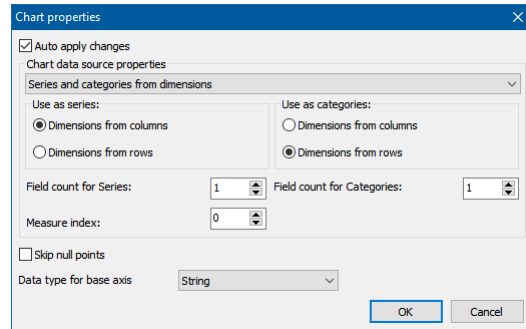 Chart properties
Auto apply changes
Chart data source properties
Series and categories from dimensions
Use as series:
Use as categories:
Dimensions from columns
Dimensions from columns
Dimensions from rows
Dimensions from rows
Field count for Series: 1 Field count for Categories: 1
Measure index: 0
Skip null points
Data type for base axis String
OK Cancel